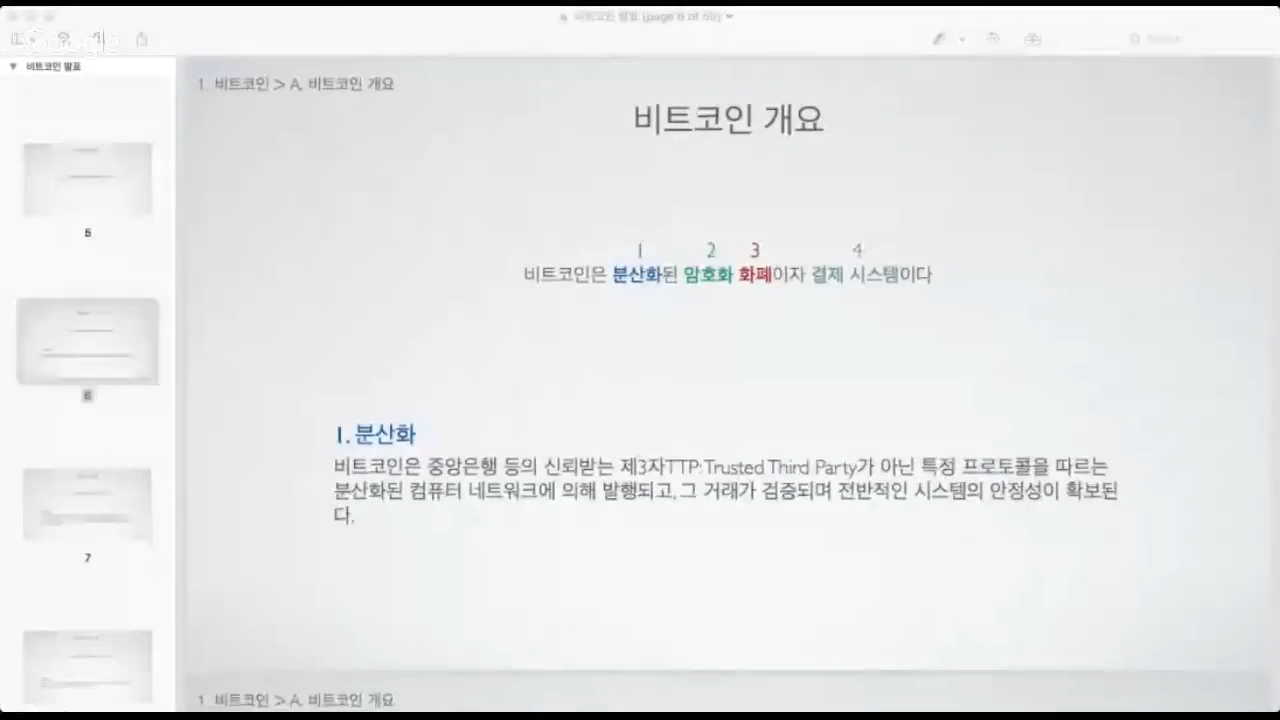 비트코인 발표 (page 6 of 50)
Google
Search
비트코인 발표
1. 비트코인 > A. 비트코인 개요
비트코인 개요
1 2 3 4
비트코인은 분산화된 암호화 화폐이자 결제 시스템이다
1. 분산화
비트코인은 중앙은행 등의 신뢰받는 제3자TTP:Trusted Third Party가 아닌 특정 프로토콜을 따르는
분산화된 컴퓨터 네트워크에 의해 발행되고, 그 거래가 검증되며 전반적인 시스템의 안정성이 확보된
다.
5
6
7
1. 비트코인 > A. 비트코인 개요